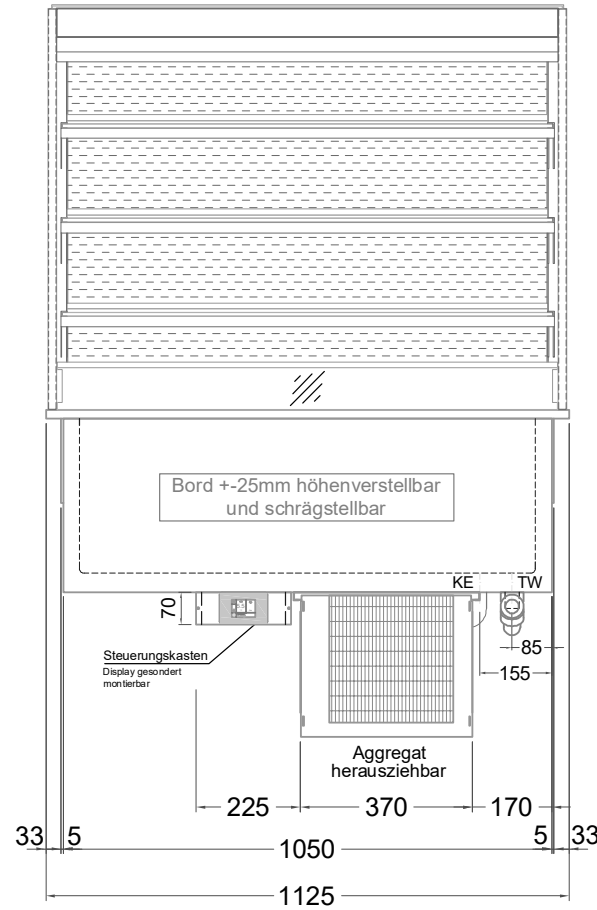 Bord +-25mm höhenverstellbar
und schrägstellbar
KE
TW
70
85
155
Steuerungskasten
Display gesondert
montierbar
Aggregat
herausziehbar
225
370
170
33
5
1050
5
33
1125